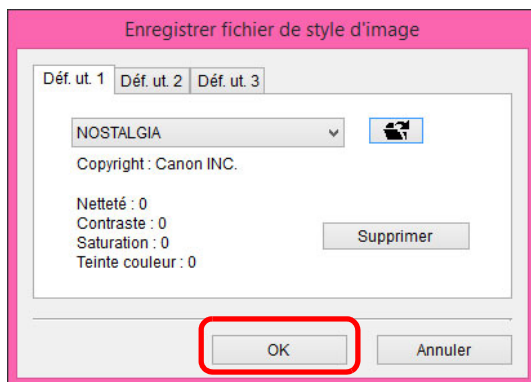 Enregistrer fichier de style d'image
Déf. ut. 1 Déf. ut. 2 Déf. ut. 3
NOSTALGIA
Copyright : Canon INC.
Netteté : 0
Contraste : 0
Saturation : 0
Teinte couleur : 0
Supprimer
OK Annuler